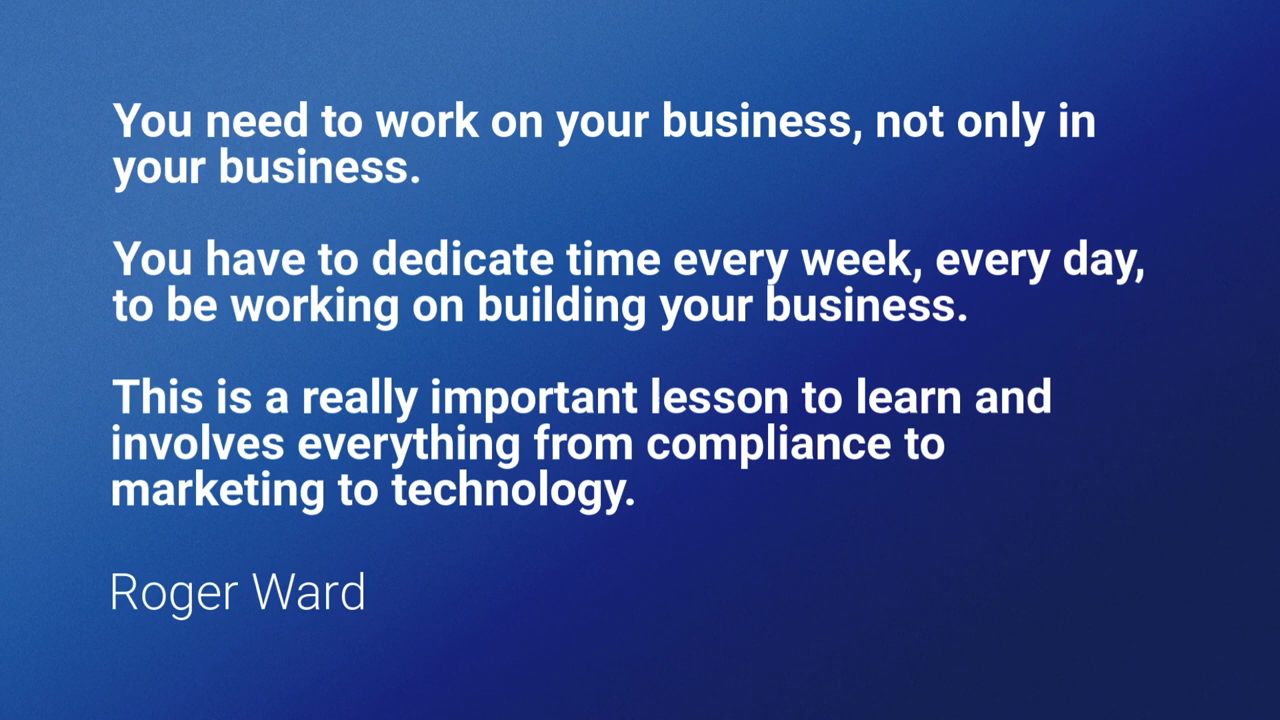 You need to work on your business, not only in
your business.
You have to dedicate time every week, every day,
to be working on building your business.
This is a really important lesson to learn and
involves everything from compliance to
marketing to technology.
Roger Ward